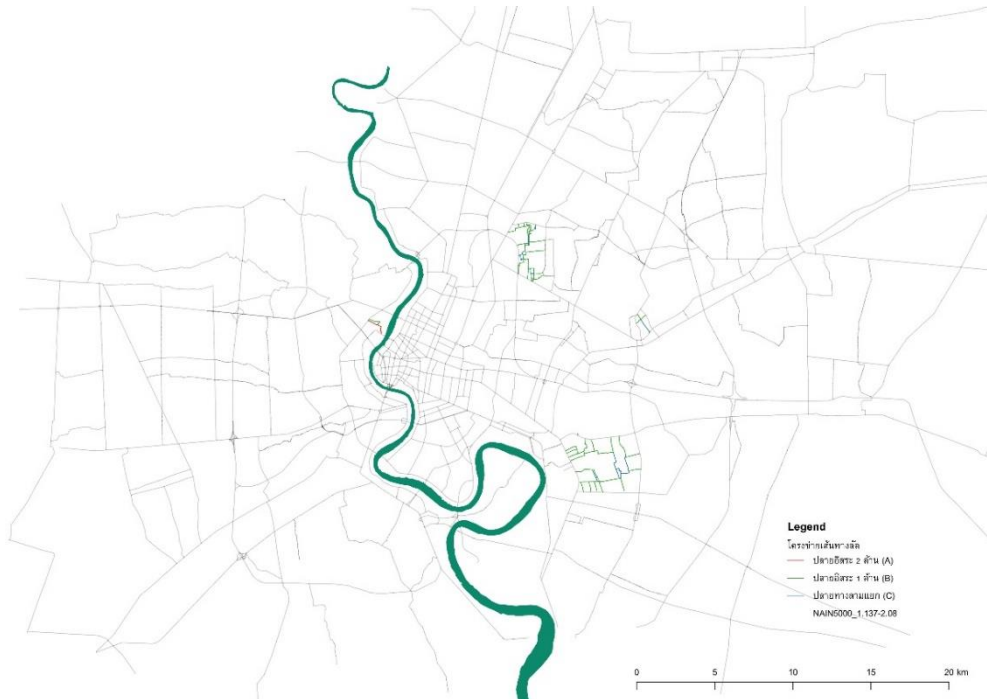 Legend
โครงข่ายเส้นทางลัด
ปลายอิสระ 2 ด้าน (A)
ปลายอิสระ 1 ด้าน (B)
ปลายทางตามแยก (C)
NAIN5000_1.137-2.08
0 5 10 15 20 km